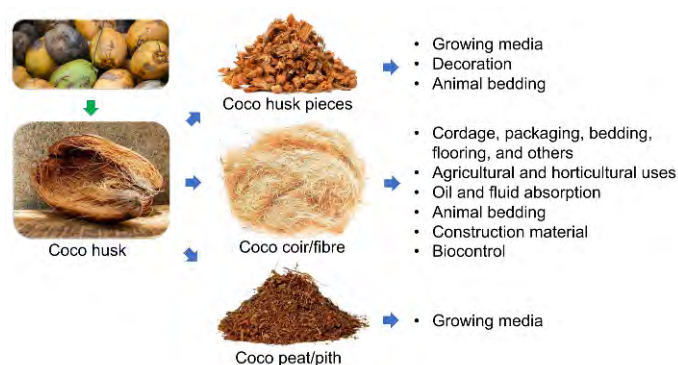 Coco husk
Coco husk pieces
• Growing media
• Decoration
• Animal bedding
Coco coir/fibre
• Cordage, packaging, bedding,
flooring, and others
• Agricultural and horticultural uses
• Oil and fluid absorption
• Animal bedding
• Construction material
• Biocontrol
Coco peat/pith
• Growing media